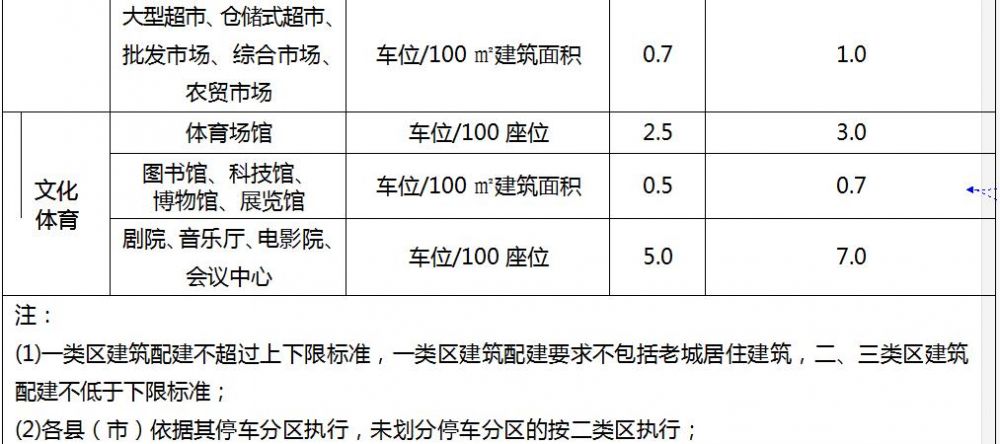 大型超市、仓储式超市、
批发市场、综合市场、
农贸市场
车位/100 ㎡建筑面积
0.7
1.0
文化
体育
体育场馆
车位/100 座位
2.5
3.0
图书馆、科技馆、
博物馆、展览馆
车位/100 ㎡建筑面积
0.5
0.7
剧院、音乐厅、电影院、
会议中心
车位/100 座位
5.0
7.0
注：
(1)一类区建筑配建不超过上下限标准，一类区建筑配建要求不包括老城居住建筑，二、三类区建筑
配建不低于下限标准；
(2)各县（市）依据其停车分区执行，未划分停车分区的按二类区执行；